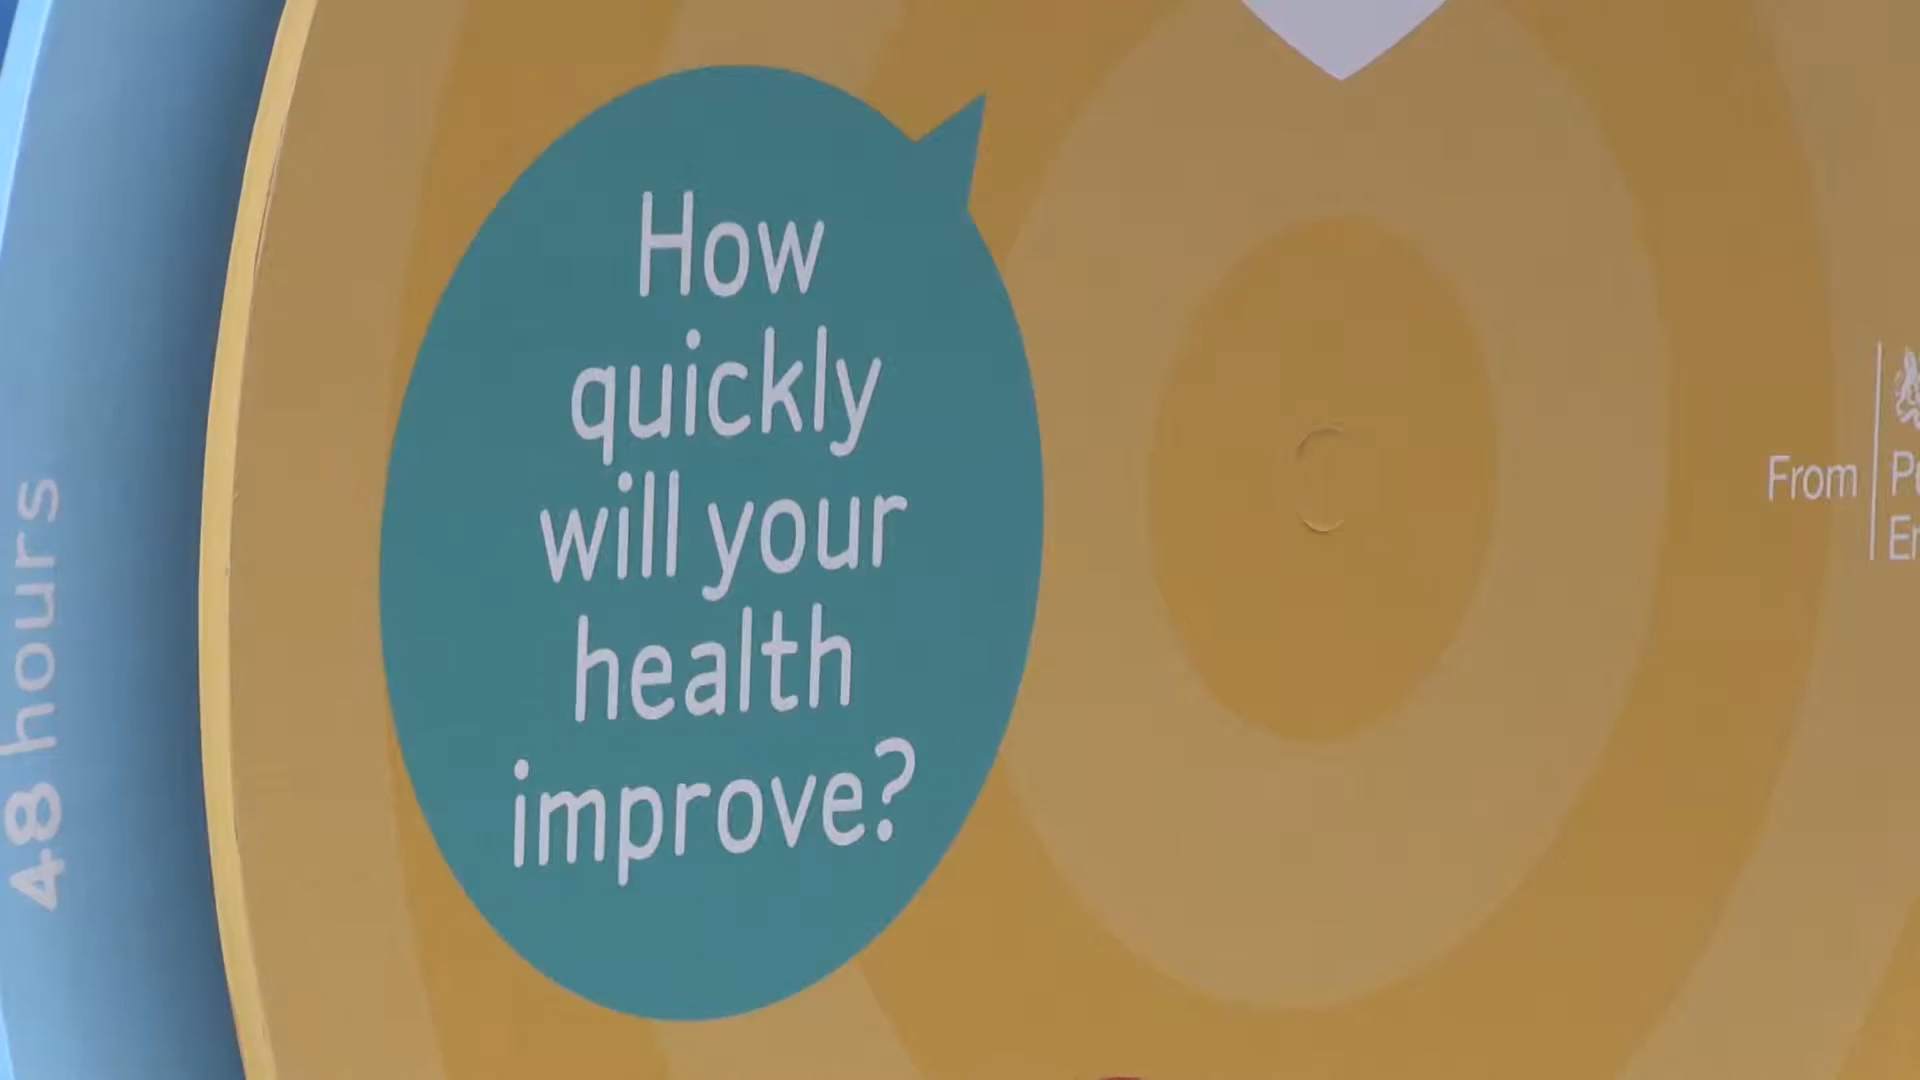 How
quickly
will your
health
improve?
48 hours
From